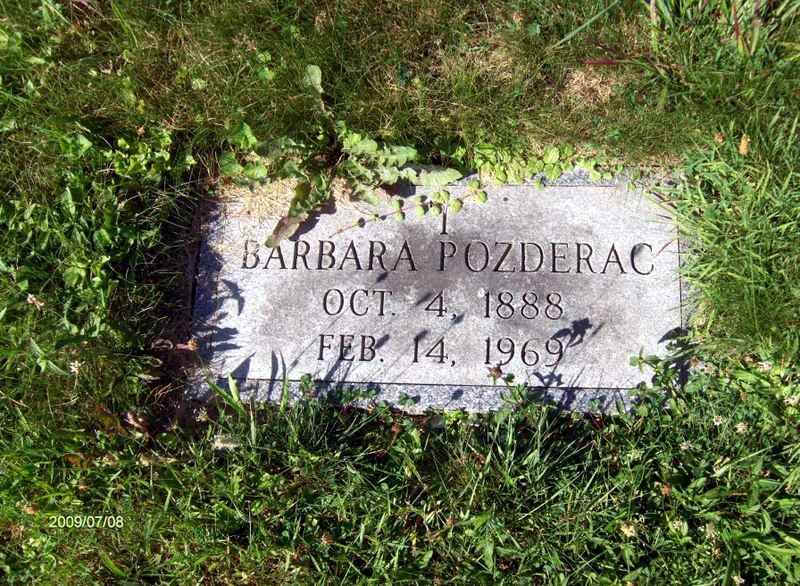 BARBARA POZDERAC
OCT. 4, 1888
FEB. 14, 1969
2009/07/08